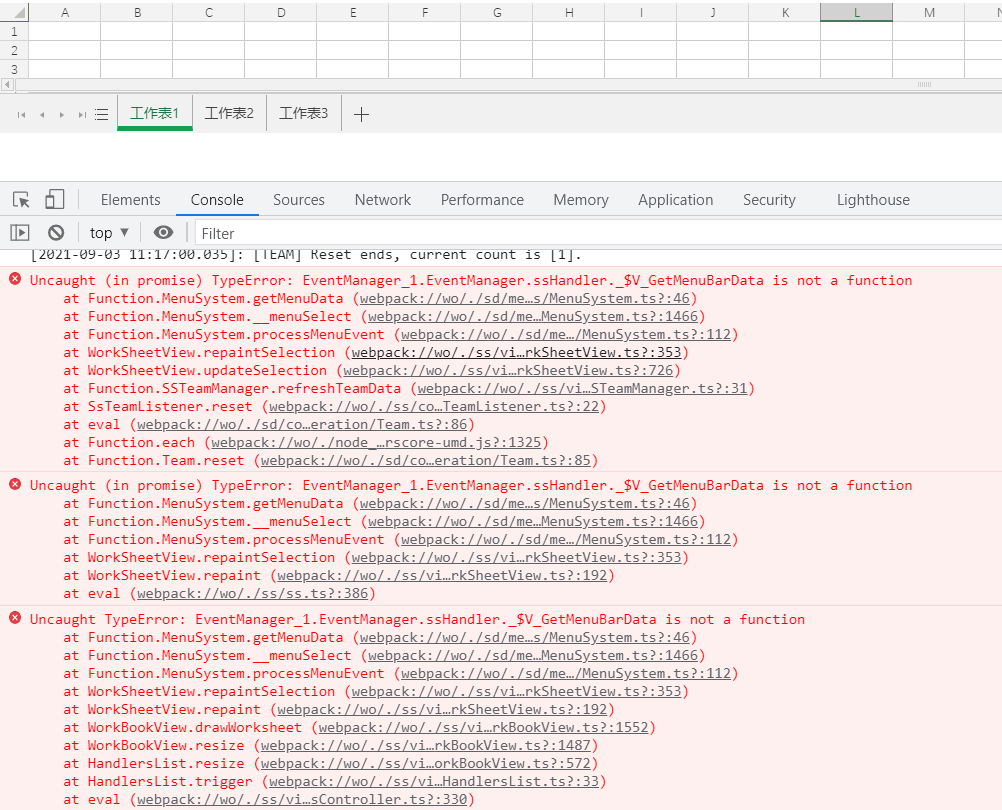 A B C D E F G H I J K L M N
1
2
3
工作表1 工作表2 工作表3
Elements Console Sources Network Performance Memory Application Security Lighthouse
top ▼ Filter
[2021-09-03 11:17:00.035]: [TEAM] Reset ends, current count is [1].
Uncaught (in promise) TypeError: EventManager_1.EventManager.ssHandler._$V_GetMenuBarData is not a function
at Function.MenuSystem.getMenuData (webpack://wo/./sd/me…s/MenuSystem.ts?:46)
at Function.MenuSystem.__menuSelect (webpack://wo/./sd/me…MenuSystem.ts?:1466)
at Function.MenuSystem.processMenuEvent (webpack://wo/./sd/me…/MenuSystem.ts?:112)
at WorkSheetView.repaintSelection (webpack://wo/./ss/vi…rkSheetView.ts?:353)
at WorkSheetView.updateSelection (webpack://wo/./ss/vi…rkSheetView.ts?:726)
at Function.SSTeamManager.refreshTeamData (webpack://wo/./ss/vi…STeamManager.ts?:31)
at SsTeamListener.reset (webpack://wo/./ss/co…TeamListener.ts?:22)
at eval (webpack://wo/./sd/co…eration/Team.ts?:86)
at Function.each (webpack://wo/./node_…rscore-umd.js?:1325)
at Function.Team.reset (webpack://wo/./sd/co…eration/Team.ts?:85)
Uncaught (in promise) TypeError: EventManager_1.EventManager.ssHandler._$V_GetMenuBarData is not a function
at Function.MenuSystem.getMenuData (webpack://wo/./sd/me…s/MenuSystem.ts?:46)
at Function.MenuSystem.__menuSelect (webpack://wo/./sd/me…MenuSystem.ts?:1466)
at Function.MenuSystem.processMenuEvent (webpack://wo/./sd/me…/MenuSystem.ts?:112)
at WorkSheetView.repaintSelection (webpack://wo/./ss/vi…rkSheetView.ts?:353)
at WorkSheetView.repaint (webpack://wo/./ss/vi…rkSheetView.ts?:192)
at eval (webpack://wo/./ss/ss.ts?:386)
Uncaught TypeError: EventManager_1.EventManager.ssHandler._$V_GetMenuBarData is not a function
at Function.MenuSystem.getMenuData (webpack://wo/./sd/me…s/MenuSystem.ts?:46)
at Function.MenuSystem.__menuSelect (webpack://wo/./sd/me…MenuSystem.ts?:1466)
at Function.MenuSystem.processMenuEvent (webpack://wo/./sd/me…/MenuSystem.ts?:112)
at WorkSheetView.repaintSelection (webpack://wo/./ss/vi…rkSheetView.ts?:353)
at WorkSheetView.repaint (webpack://wo/./ss/vi…rkSheetView.ts?:192)
at WorkBookView.drawWorksheet (webpack://wo/./ss/vi…rkBookView.ts?:1552)
at WorkBookView.resize (webpack://wo/./ss/vi…rkBookView.ts?:1487)
at HandlersList.resize (webpack://wo/./ss/vi…orkBookView.ts?:572)
at HandlersList.trigger (webpack://wo/./ss/vi…HandlersList.ts?:33)
at eval (webpack://wo/./ss/vi…sController.ts?:330)